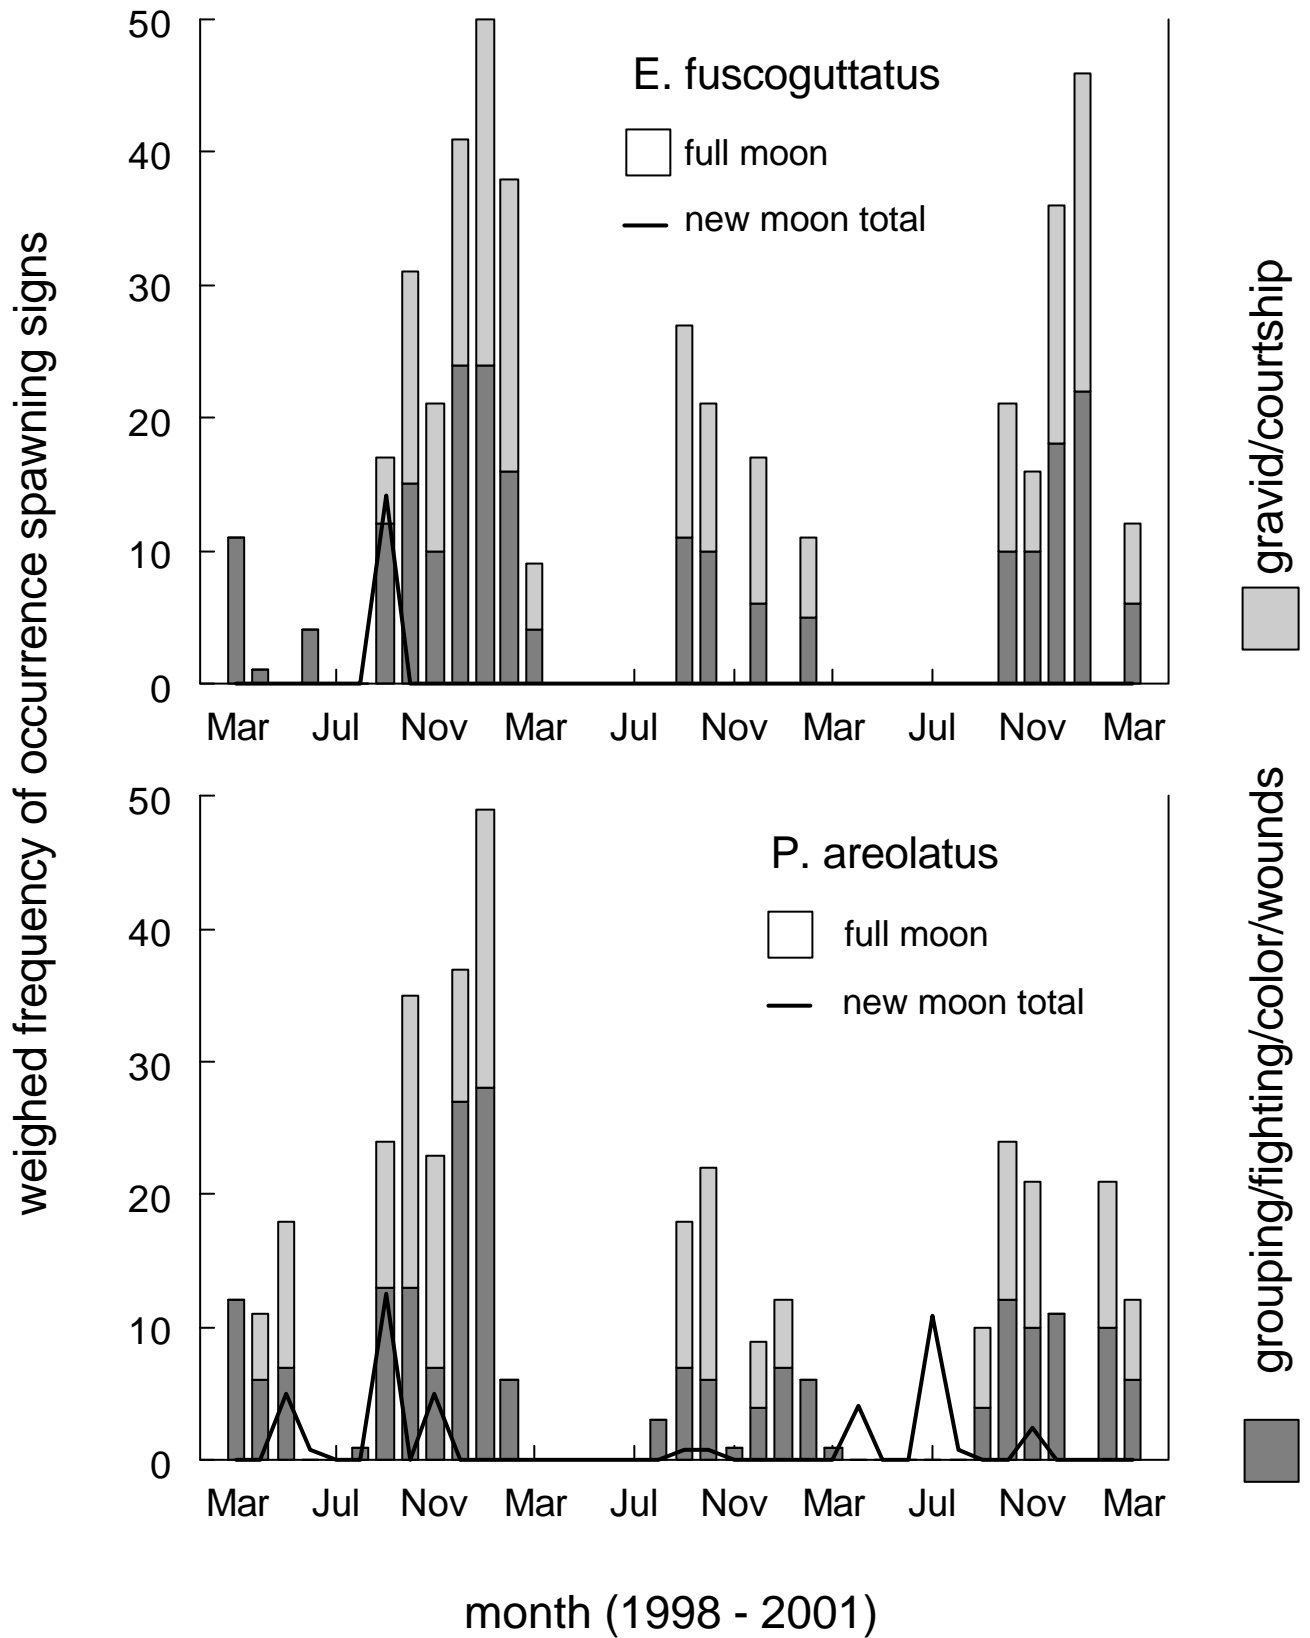 weighed frequency of occurrence spawning signs
50
40
30
20
10
0
E. fuscoguttatus
full moon
new moon total
Mar Jul Nov Mar Jul Nov Mar Jul Nov Mar
50
40
30
20
10
0
P. areolatus
full moon
new moon total
Mar Jul Nov Mar Jul Nov Mar Jul Nov Mar
month (1998 - 2001)
gravid/courtship
grouping/fighting/color/wounds